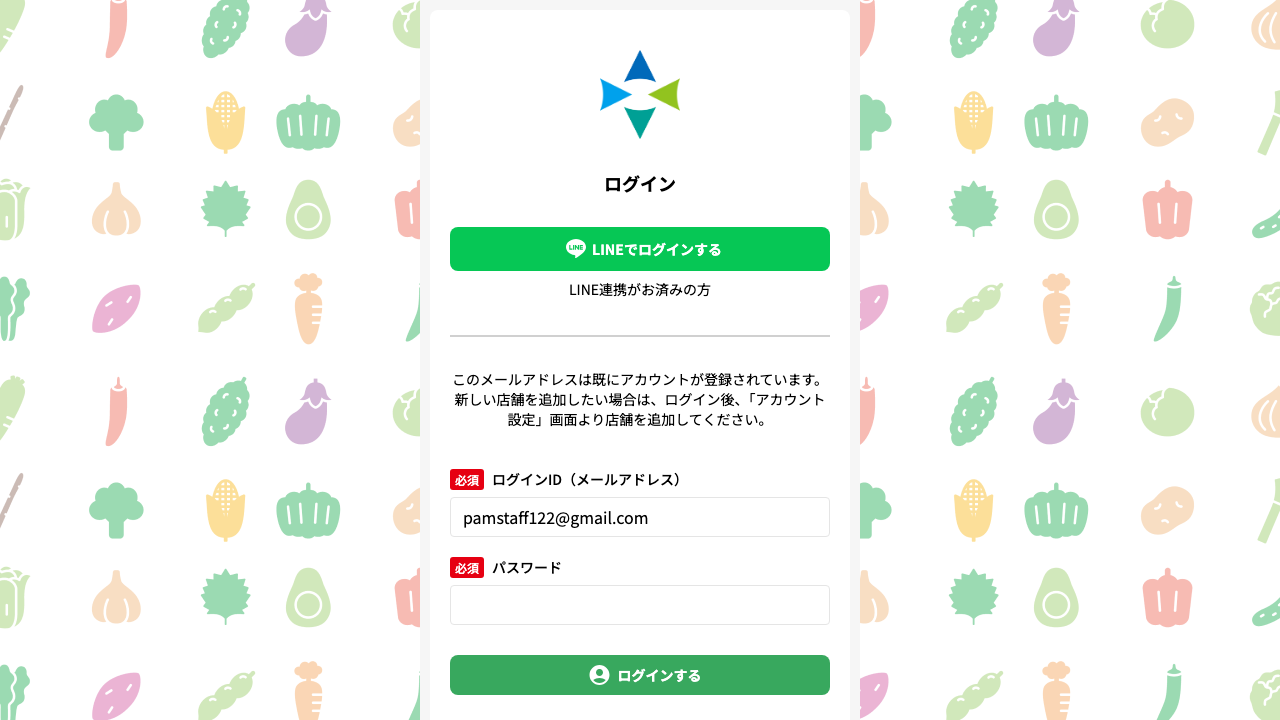 ログイン
LINEでログインする
LINE連携がお済みの方
このメールアドレスは既にアカウントが登録されています。
新しい店舗を追加したい場合は、ログイン後、「アカウント
設定」画面より店舗を追加してください。
必須 ログインID（メールアドレス）
pamstaff122@gmail.com
必須 パスワード
ログインする